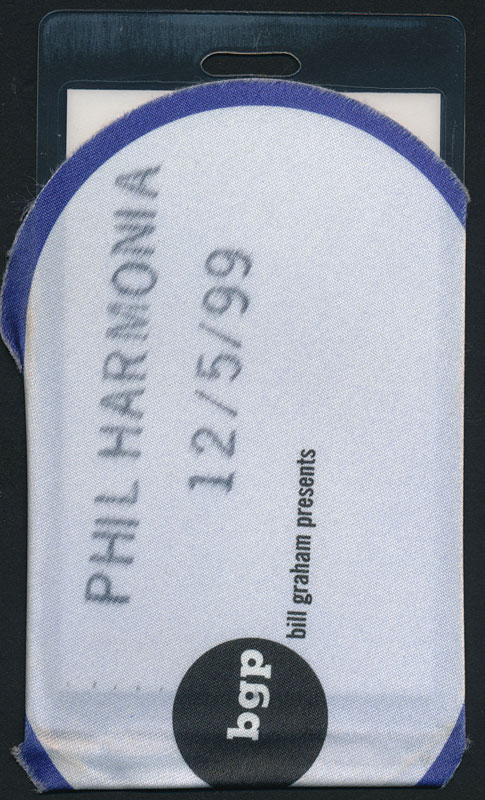 PHIL HARMONIA
12/5/99
bill graham presents
bgp